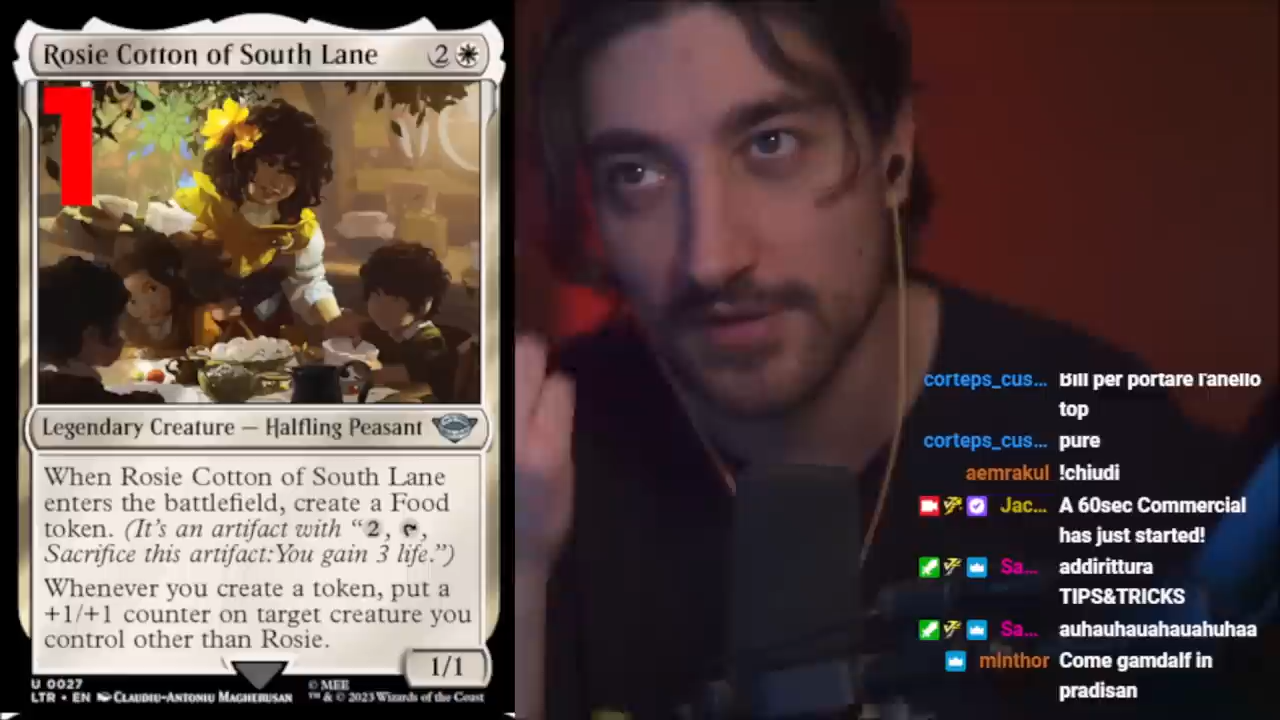 Rosie Cotton of South Lane 2
1
Legendary Creature — Halfling Peasant
When Rosie Cotton of South Lane
enters the battlefield, create a Food
token. (It's an artifact with “2, ,
Sacrifice this artifact:You gain 3 life.”)
Whenever you create a token, put a
+1/+1 counter on target creature you
control other than Rosie.
1/1
U 0027
LTR • EN Claudiu-Antoniu Magherusan
© MEE
™ & © 2023 Wizards of the Coast
corteps_cus... Bill per portare l'anello
top
corteps_cus... pure
aemrakul !chiudi
Jac... A 60sec Commercial
has just started!
Sa... addirittura
TIPS&TRICKS
Sa... auhauhauahauahuhaa
mInthor Come gamdalf in
pradisan